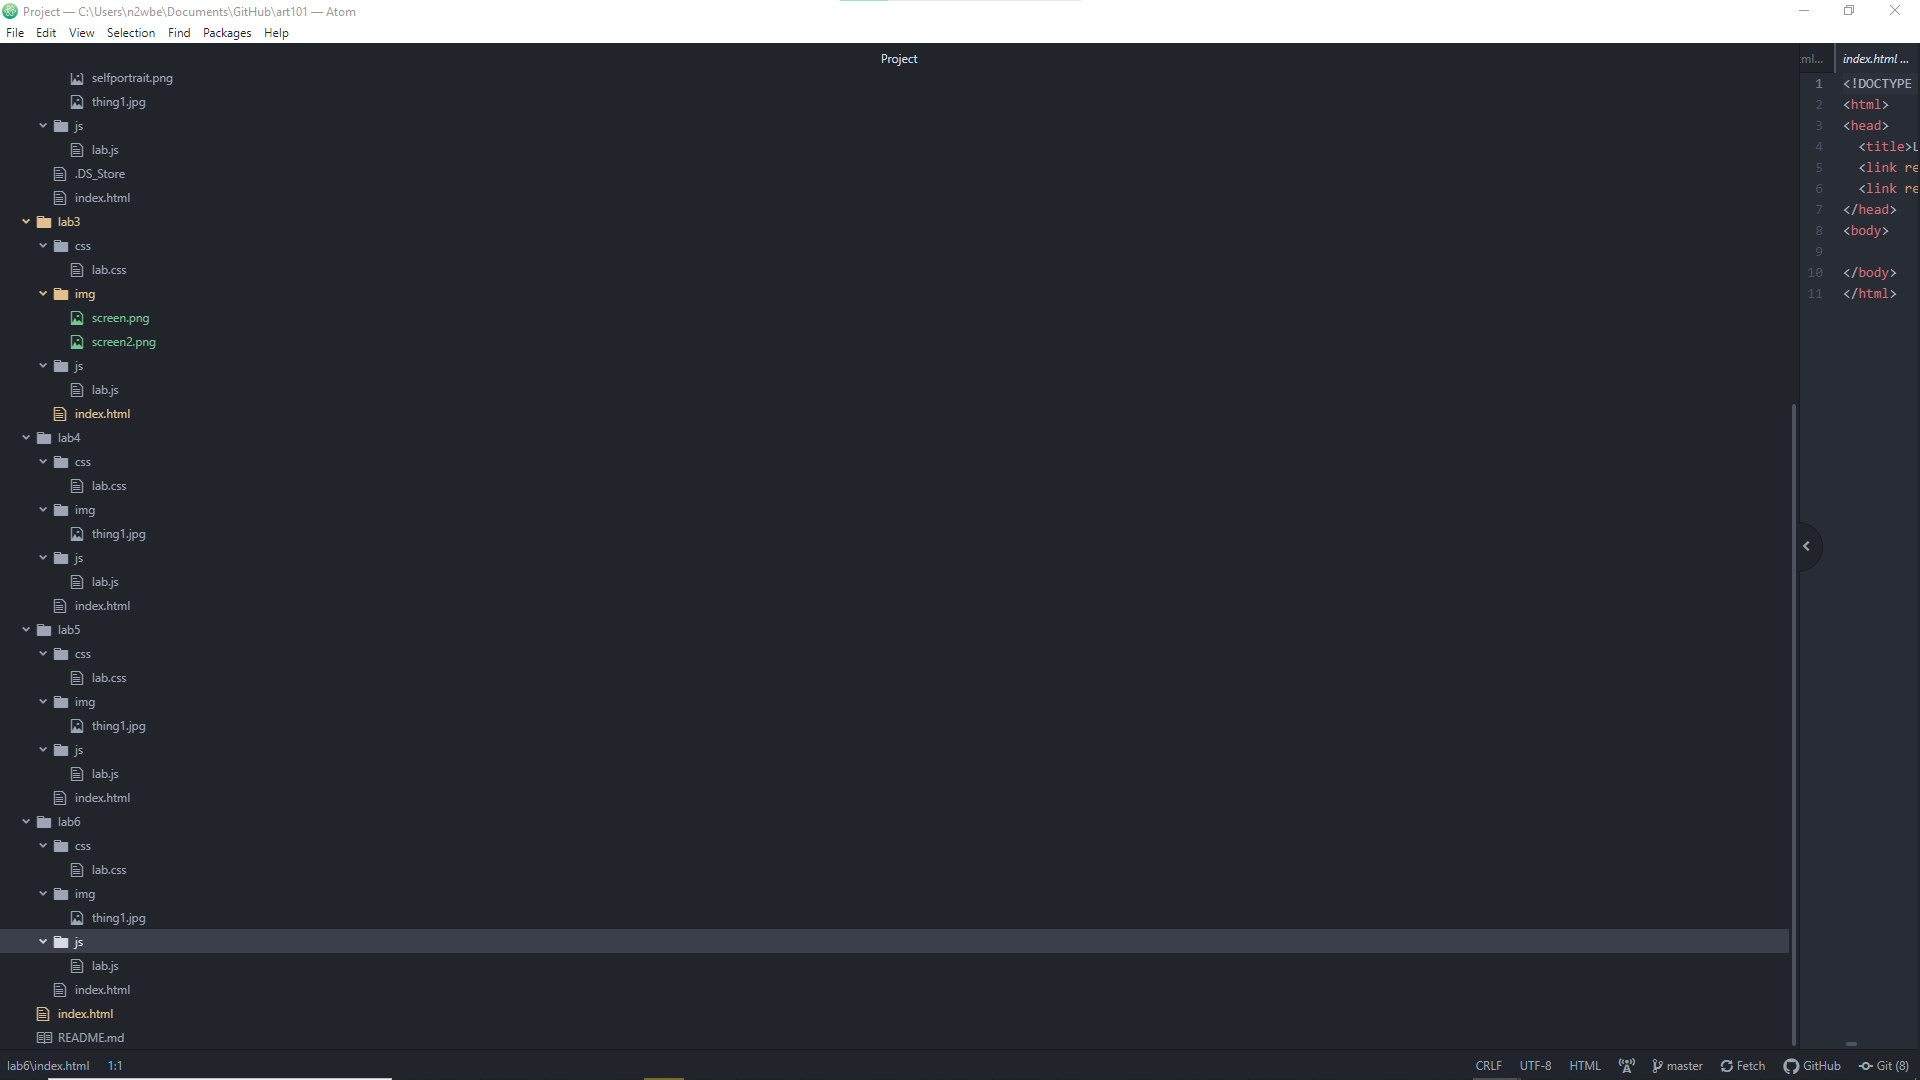 Project — C:\Users\n2wbe\Documents\GitHub\art101 — Atom
File Edit View Selection Find Packages Help
Project
selfportrait.png
thing1.jpg
js
lab.js
.DS_Store
index.html
lab3
css
lab.css
img
screen.png
screen2.png
js
lab.js
index.html
lab4
css
lab.css
img
thing1.jpg
js
lab.js
index.html
lab5
css
lab.css
img
thing1.jpg
js
lab.js
index.html
lab6
css
lab.css
img
thing1.jpg
js
lab.js
index.html
index.html
README.md
index.html ...
1 <!DOCTYPE
2 <html>
3 <head>
4 <title>
5 <link re
6 <link re
7 </head>
8 <body>
9
10 </body>
11 </html>
lab6\index.html 1:1 CRLF UTF-8 HTML master Fetch GitHub Git (8)